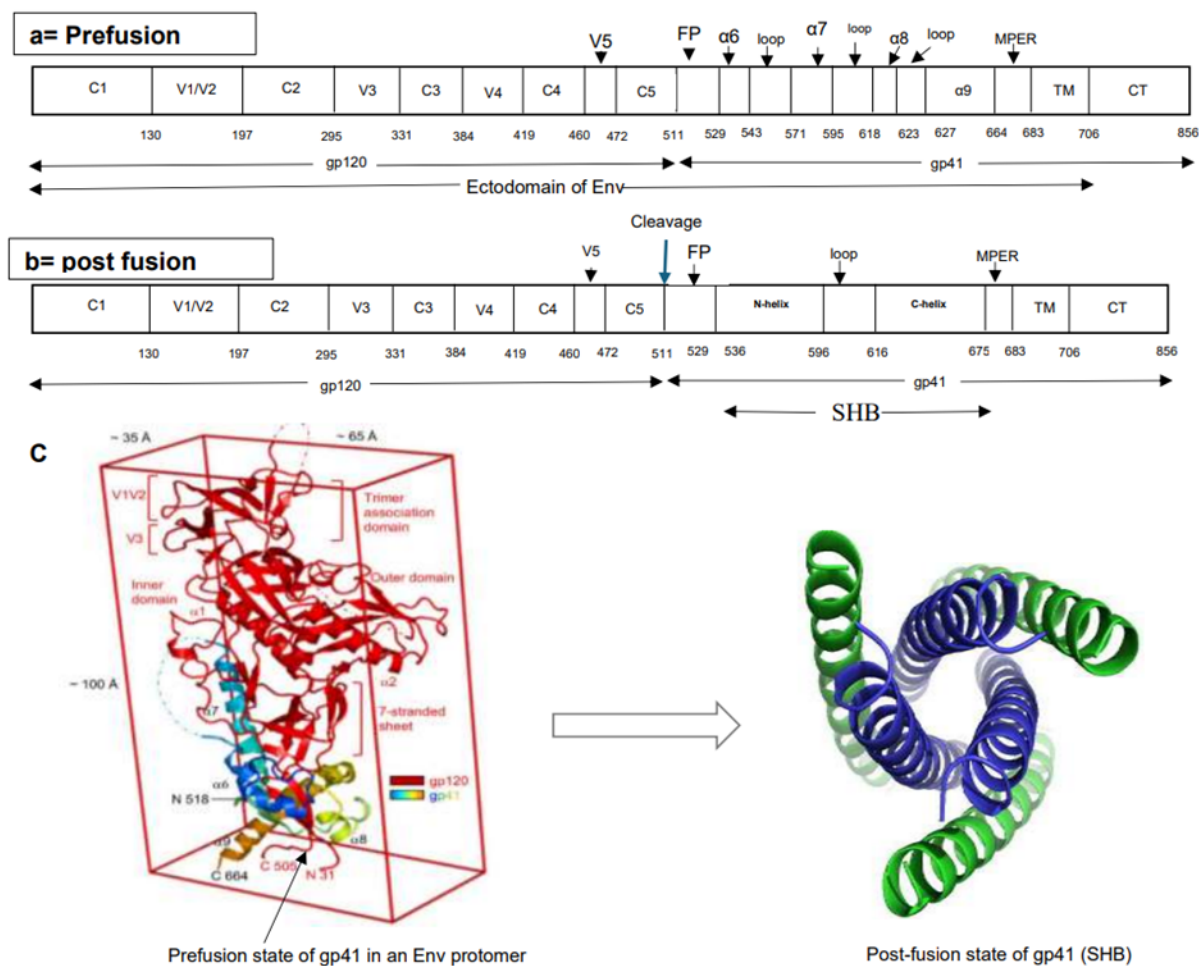 a= Prefusion
V5
FP
α6
loop
α7
loop
α8
loop
MPER
C1 V1/V2 C2 V3 C3 V4 C4 C5 α9 TM CT
130 197 295 331 384 419 460 472 511 529 543 571 595 618 623 627 664 683 706 856
gp120 gp41
Ectodomain of Env
Cleavage
b= post fusion
V5
FP
loop
MPER
C1 V1/V2 C2 V3 C3 V4 C4 C5 N-helix C-helix TM CT
130 197 295 331 384 419 460 472 511 529 536 596 616 675 683 706 856
gp120 gp41
SHB
C
~ 35 Å
~ 65 Å
V1V2
V3
Trimer
association
domain
Inner
domain
Outer domain
α1
α2
~ 100 Å
α7
7-stranded
sheet
α6
gp120
gp41
N 518
α9
α8
C 664
C 505
N 31
Prefusion state of gp41 in an Env protomer
Post-fusion state of gp41 (SHB)